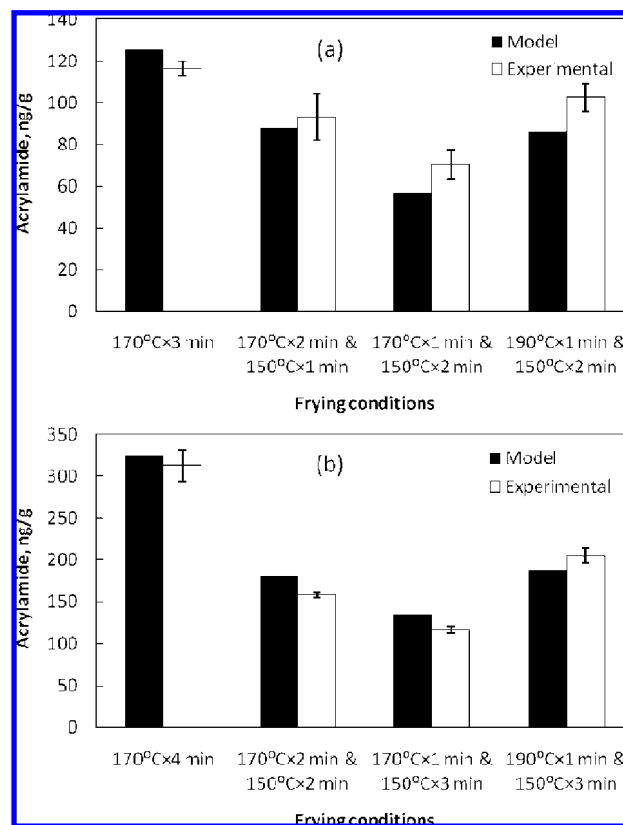 140
(a)
Model
Experimental
Acrylamide, ng/g
120
100
80
60
40
20
0
170°C×3 min
170°C×2 min &
150°C×1 min
170°C×1 min &
150°C×2 min
190°C×1 min &
150°C×2 min
Frying conditions
350
(b)
Model
Experimental
Acrylamide, ng/g
300
250
200
150
100
50
0
170°C×4 min
170°C×2 min &
150°C×2 min
170°C×1 min &
150°C×3 min
190°C×1 min &
150°C×3 min
Frying conditions